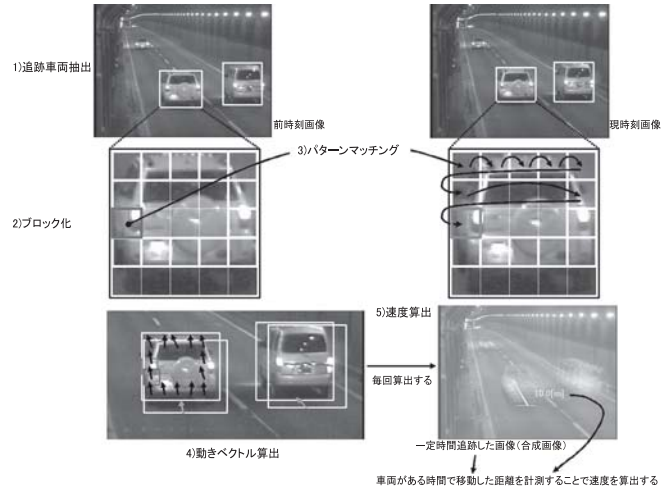 1)追跡車両抽出
前時刻画像
現時刻画像
3)パターンマッチング
2)ブロック化
5)速度算出
毎回算出する
10.0[m]
4)動きベクトル算出
一定時間追跡した画像(合成画像)
車両がある時間で移動した距離を計測することで速度を算出する